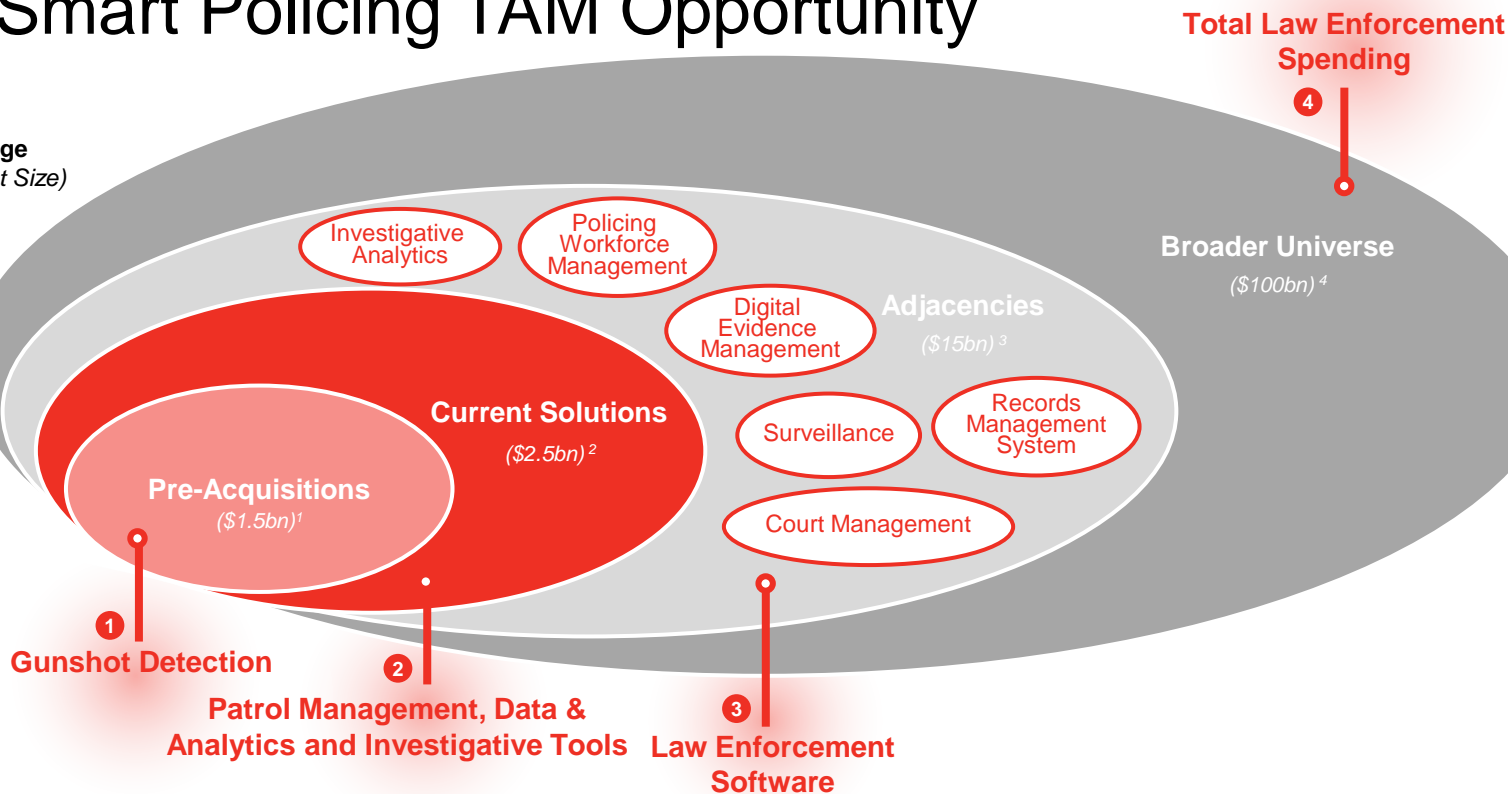 Smart Policing TAM Opportunity
Total Law Enforcement
Spending
4
ge
t Size)
Investigative
Analytics
Policing
Workforce
Management
Broader Universe
($100bn) 4
Digital
Evidence
Management
Adjacencies
($15bn) 3
Current Solutions
($2.5bn) 2
Surveillance
Records
Management
System
Pre-Acquisitions
($1.5bn)1
Court Management
1
Gunshot Detection
2
Patrol Management, Data &
Analytics and Investigative Tools
3
Law Enforcement
Software